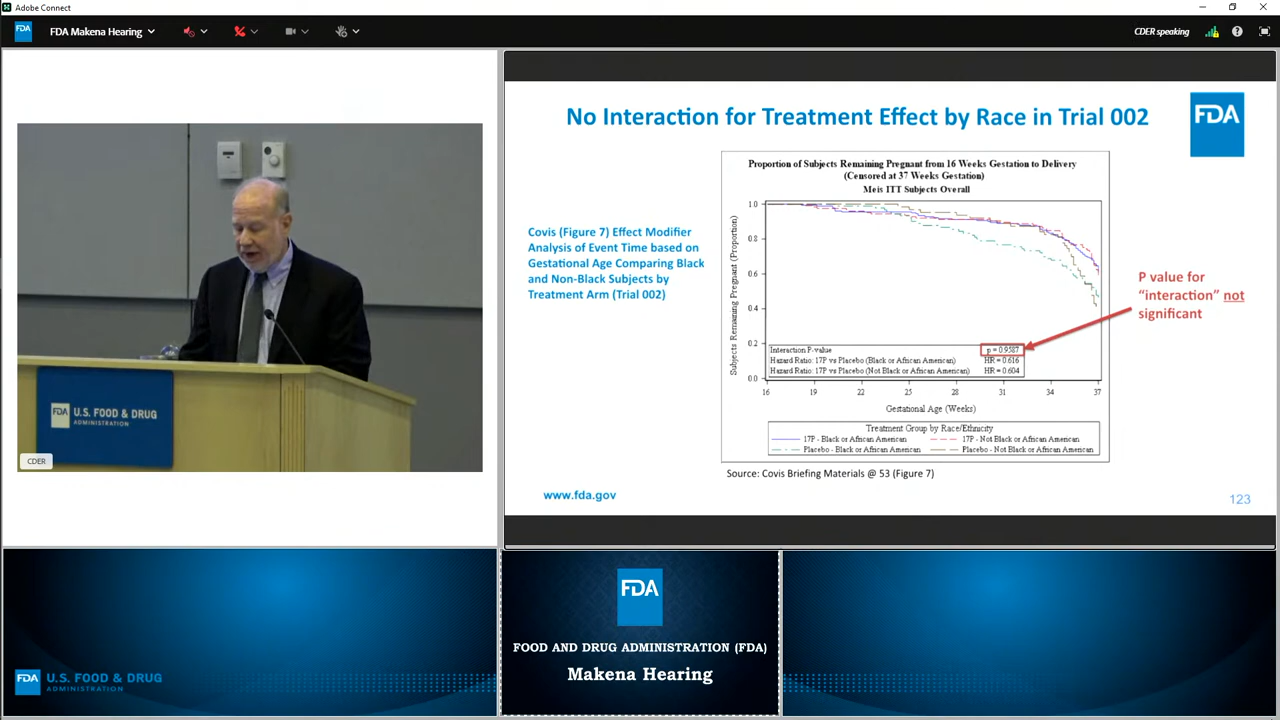 Adobe Connect
FDA
FDA Makena Hearing
CDER speaking
No Interaction for Treatment Effect by Race in Trial 002
FDA
Covis (Figure 7) Effect Modifier
Analysis of Event Time based on
Gestational Age Comparing Black
and Non-Black Subjects by
Treatment Arm (Trial 002)
Proportion of Subjects Remaining Pregnant from 16 Weeks Gestation to Delivery
(Censored at 37 Weeks Gestation)
Meis ITT Subjects Overall
Subjects Remaining Pregnant (Proportion)
1.0
0.8
0.6
0.4
0.2
0.0
Interaction P-value p = 0.9587
Hazard Ratio: 17P vs Placebo (Black or African American) HR = 0.616
Hazard Ratio: 17P vs Placebo (Not Black or African American) HR = 0.604
16 19 22 25 28 31 34 37
Gestational Age (Weeks)
Treatment Group by Race/Ethnicity
17P - Black or African American 17P - Not Black or African American
Placebo - Black or African American Placebo - Not Black or African American
P value for
“interaction” not
significant
Source: Covis Briefing Materials @ 53 (Figure 7)
www.fda.gov
123
FDA U.S. FOOD & DRUG
ADMINISTRATION
CDER
FDA U.S. FOOD & DRUG
ADMINISTRATION
FDA
FOOD AND DRUG ADMINISTRATION (FDA)
Makena Hearing